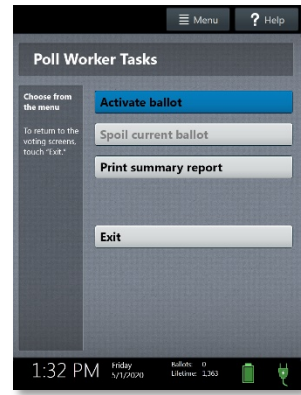 Menu
? Help
Poll Worker Tasks
Choose from
the menu
To return to the
voting screens,
touch "Exit."
Activate ballot
Spoil current ballot
Print summary report
Exit
1:32 PM
Friday
5/1/2020
Ballots: 0
Lifetime: 1,363